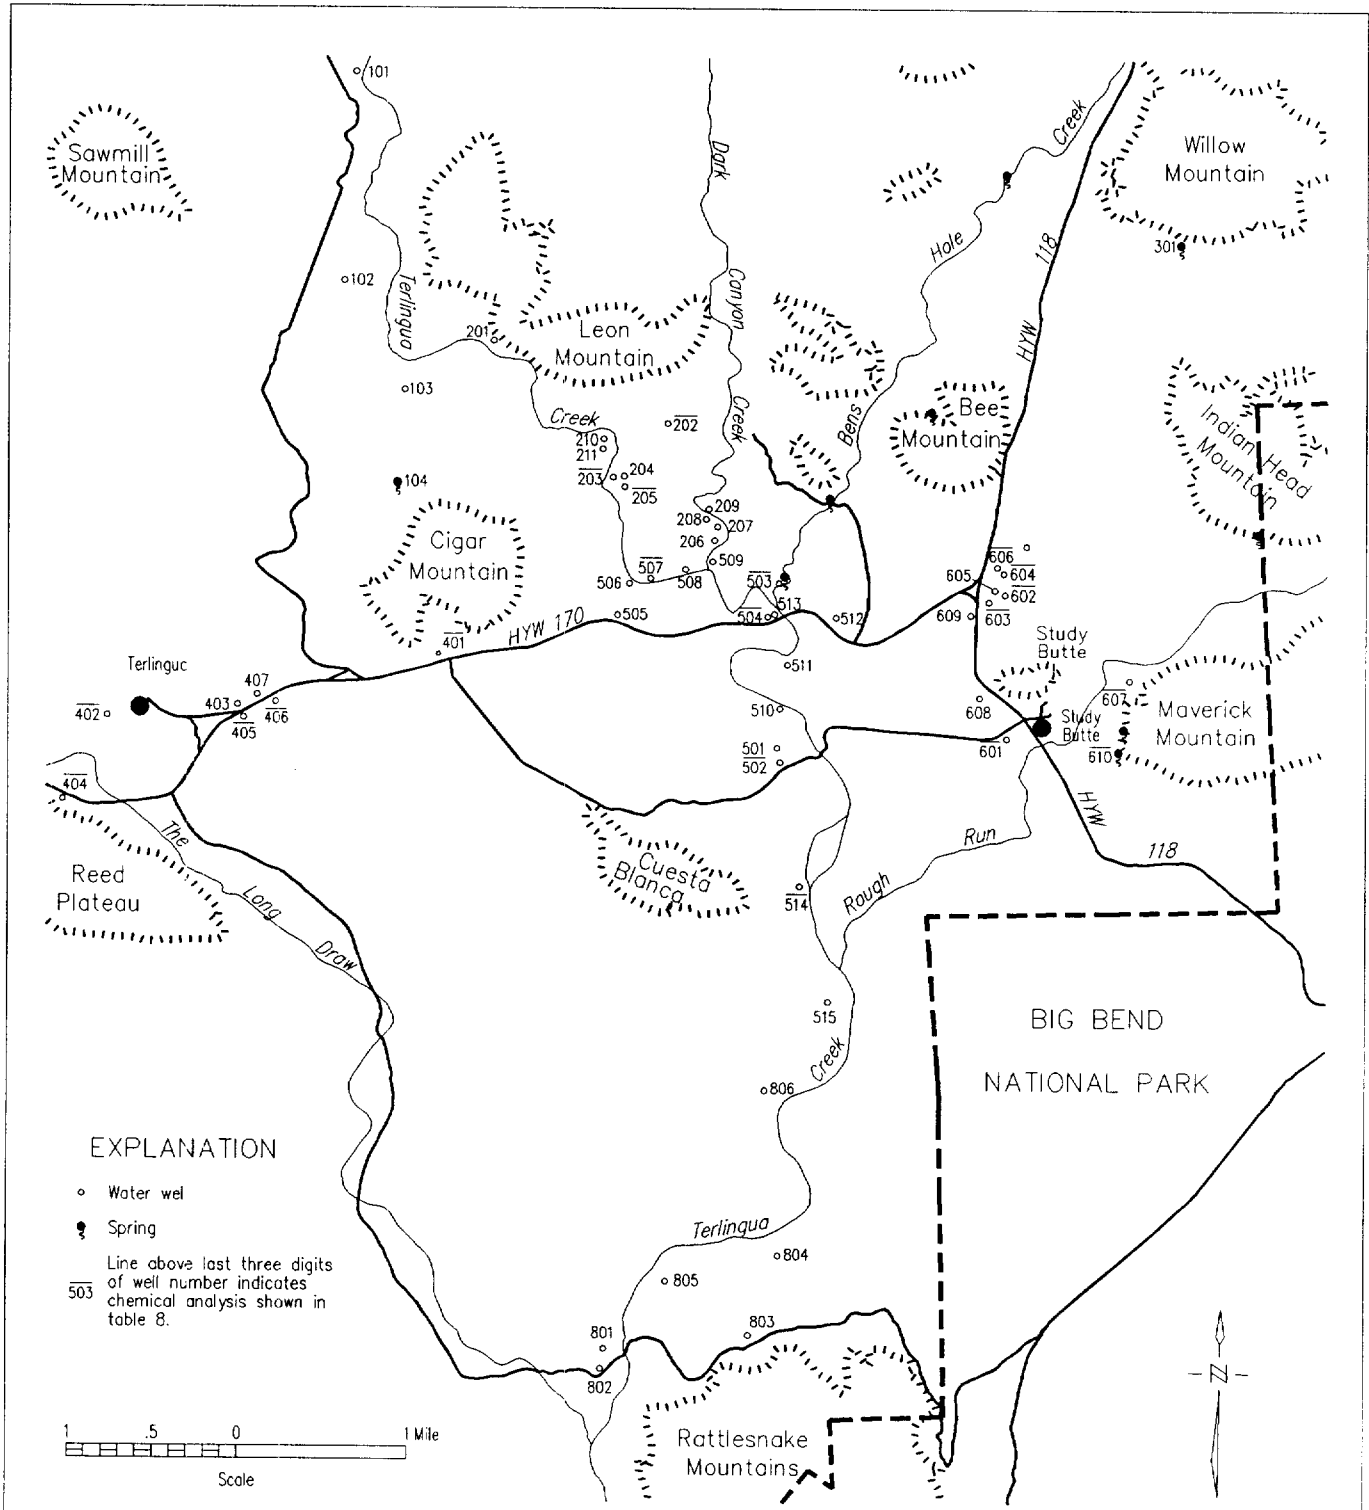 101
Sawmill
Mountain
Dark
Canyon
Creek
Creek
Hole
Bens
Willow
Mountain
301
HYW
118
102
Terlingua
Creek
201
Leon
Mountain
103
202
210
211
203
204
205
Bee
Mountain
Indian Head
Mountain
104
209
208
207
206
509
Cigar
Mountain
507
506
508
503
606
604
605
602
603
609
505
HYW 170
504
513
512
401
511
Study
Butte
Terlinguc
407
403
406
405
402
510
608
607
Maverick
Mountain
Study
Butte
601
610
501
502
404
HYW
118
The
Long
Draw
Reed
Plateau
Cuesta
Blanca
514
Rough
Run
515
Creek
806
BIG BEND
NATIONAL PARK
EXPLANATION
Water wel
Spring
503
Line above last three digits
of well number indicates
chemical analysis shown in
table 8.
Terlingua
804
805
803
801
802
Rattlesnake
Mountains
N
1 .5 0 1 Mile
Scale